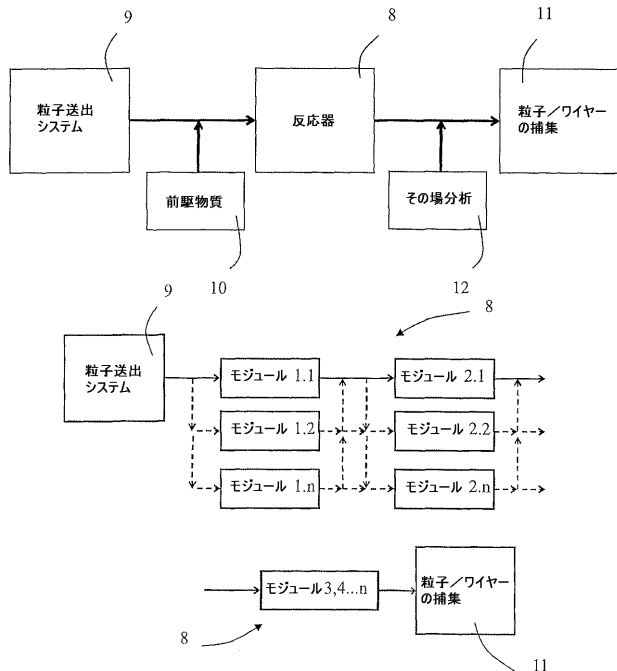 9
8
11
粒子送出
システム
反応器
粒子／ワイヤー
の捕集
前駆物質
その場分析
10
12
9
8
粒子送出
システム
モジュール 1.1
モジュール 2.1
モジュール 1.2
モジュール 2.2
モジュール 1.n
モジュール 2.n
モジュール 3,4...n
粒子／ワイヤー
の捕集
8
11